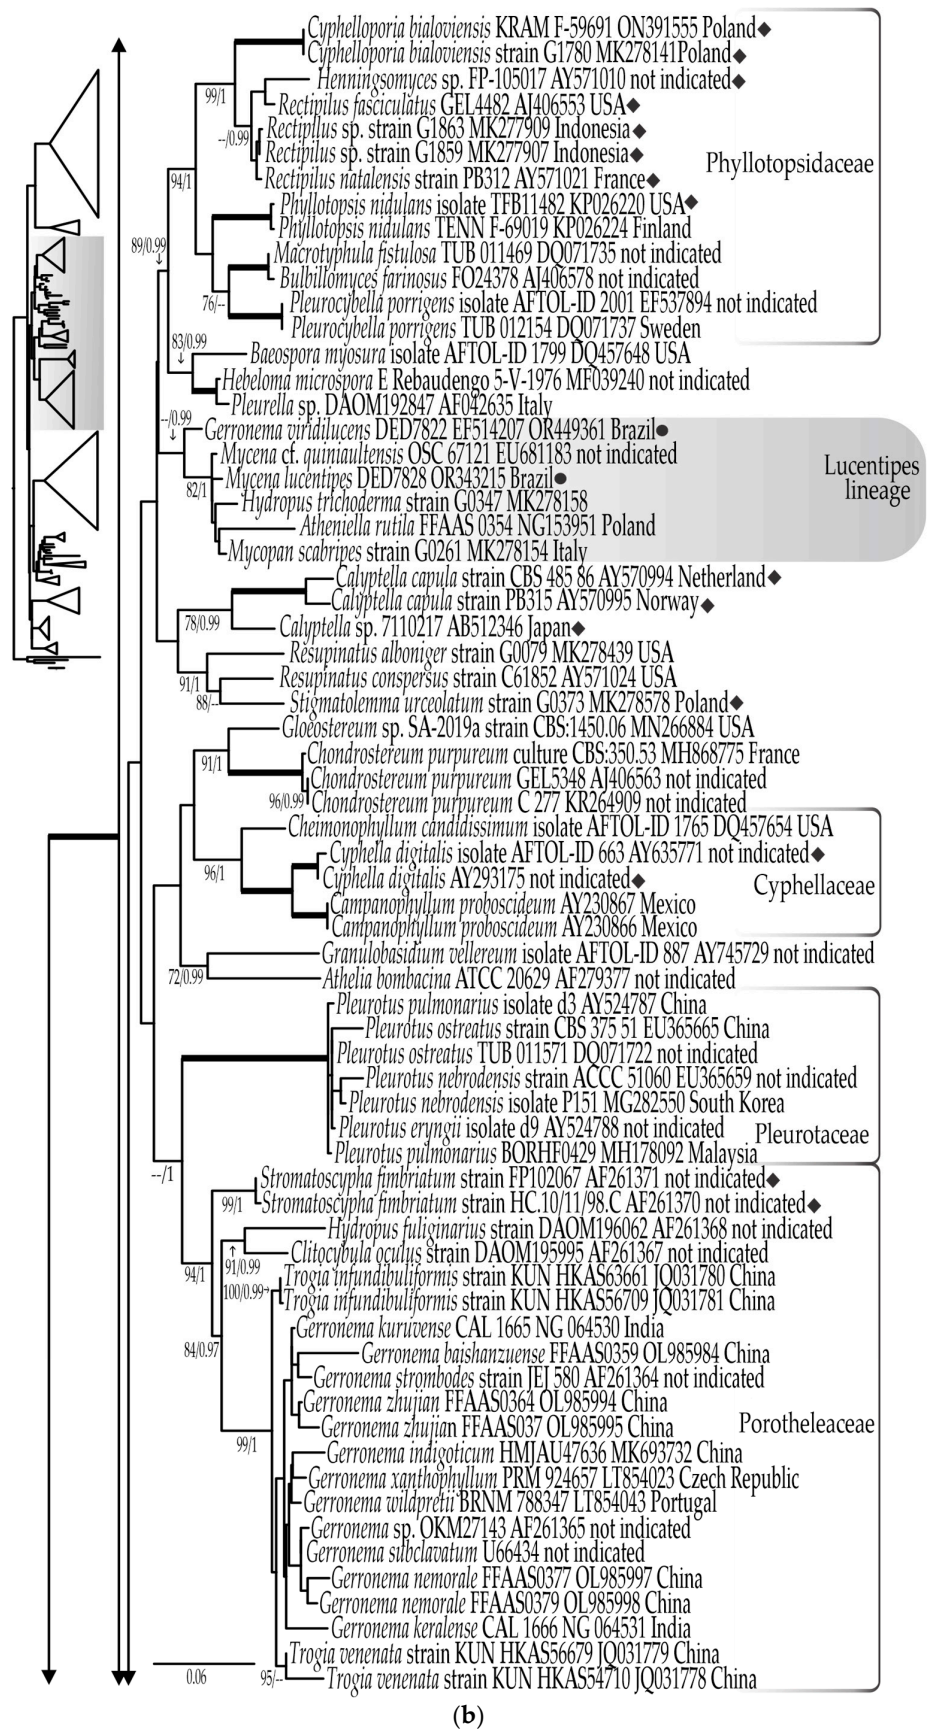 Cyphelloporia bialoviensis KRAM F-59691 ON391555 Poland◆
Cyphelloporia bialoviensis strain G1780 MK278141Poland◆
Henningsomyces sp. FP-105017 AY571010 not indicated◆
99/1
Rectipilus fasciculatus GEL4482 AJ406553 USA◆
--/0.99
Rectipilus sp. strain G1863 MK277909 Indonesia◆
Rectipilus sp. strain G1859 MK277907 Indonesia◆
Phyllotopsidaceae
94/1
Rectipilus natalensis strain PB312 AY571021 France◆
Phyllotopsis nidulans isolate TFB11482 KP026220 USA◆
Phyllotopsis nidulans TENN F-69019 KP026224 Finland
89/0.99
Macrotyphula fistulosa TUB 011469 DQ071735 not indicated
Bulbillomyces farinosus FO24378 AJ406578 not indicated
76/--
Pleurocybella porrigens isolate AFTOL-ID 2001 EF537894 not indicated
Pleurocybella porrigens TUB 012154 DQ071737 Sweden
83/0.99
Baeospora myosura isolate AFTOL-ID 1799 DQ457648 USA
Hebeloma microspora E Rebaudengo 5-V-1976 MF039240 not indicated
Pleurella sp. DAOM192847 AF042635 Italy
--/0.99
Gerronema viridilucens DED7822 EF514207 OR449361 Brazil●
Mycena cf. quiniaultensis OSC 67121 EU681183 not indicated
Lucentipes
lineage
82/1
Mycena lucentipes DED7828 OR343215 Brazil●
Hydropus trichoderma strain G0347 MK278158
Atheniella rutila FFAAS 0354 NG153951 Poland
Mycopan scabripes strain G0261 MK278154 Italy
Calyptella capula strain CBS 485 86 AY570994 Netherland◆
Calyptella capula strain PB315 AY570995 Norway◆
78/0.99
Calyptella sp. 7110217 AB512346 Japan◆
Resupinatus alboniger strain G0079 MK278439 USA
91/1
Resupinatus conspersus strain C61852 AY571024 USA
88/--
Stigmatolemma urceolatum strain G0373 MK278578 Poland◆
Gloeostereum sp. SA-2019a strain CBS:1450.06 MN266884 USA
91/1
Chondrostereum purpureum culture CBS:350.53 MH868775 France
Chondrostereum purpureum GEL5348 AJ406563 not indicated
96/0.99
Chondrostereum purpureum C 277 KR264909 not indicated
Cheimonophyllum candidissimum isolate AFTOL-ID 1765 DQ457654 USA
Cyphella digitalis isolate AFTOL-ID 663 AY635771 not indicated◆
96/1
Cyphella digitalis AY293175 not indicated◆
Cyphellaceae
Campanophyllum proboscideum AY230867 Mexico
Campanophyllum proboscideum AY230866 Mexico
Granulobasidium vellereum isolate AFTOL-ID 887 AY745729 not indicated
72/0.99
Athelia bombacina ATCC 20629 AF279377 not indicated
Pleurotus pulmonarius isolate d3 AY524787 China
Pleurotus ostreatus strain CBS 375 51 EU365665 China
Pleurotus ostreatus TUB 011571 DQ071722 not indicated
Pleurotus nebrodensis strain ACCC 51060 EU365659 not indicated
Pleurotus nebrodensis isolate P151 MG282550 South Korea
Pleurotus eryngii isolate d9 AY524788 not indicated
Pleurotaceae
Pleurotus pulmonarius BORHF0429 MH178092 Malaysia
--/1
Stromatoscypha fimbriatum strain FP102067 AF261371 not indicated◆
99/1
Stromatoscypha fimbriatum strain HC.10/11/98.C AF261370 not indicated◆
Hydropus fuliginarius strain DAOM196062 AF261368 not indicated
Clitocybula oculus strain DAOM195995 AF261367 not indicated
94/1
91/0.99
Trogia infundibuliformis strain KUN HKAS63661 JQ031780 China
100/0.99
Trogia infundibuliformis strain KUN HKAS56709 JQ031781 China
Gerronema kuruvense CAL 1665 NG 064530 India
84/0.97
Gerronema baishanzuense FFAAS0359 OL985984 China
Gerronema strombodes strain JEJ 580 AF261364 not indicated
Gerronema zhujian FFAAS0364 OL985994 China
Gerronema zhujian FFAAS037 OL985995 China
Porotheleaceae
99/1
Gerronema indigoticum HMJAU47636 MK693732 China
Gerronema xanthophyllum PRM 924657 LT854023 Czech Republic
Gerronema wildpretii BRNM 788347 LT854043 Portugal
Gerronema sp. OKM27143 AF261365 not indicated
Gerronema subclavatum U66434 not indicated
Gerronema nemorale FFAAS0377 OL985997 China
Gerronema nemorale FFAAS0379 OL985998 China
Gerronema keralense CAL 1666 NG 064531 India
Trogia venenata strain KUN HKAS56679 JQ031779 China
0.06
95/--
Trogia venenata strain KUN HKAS54710 JQ031778 China
(b)